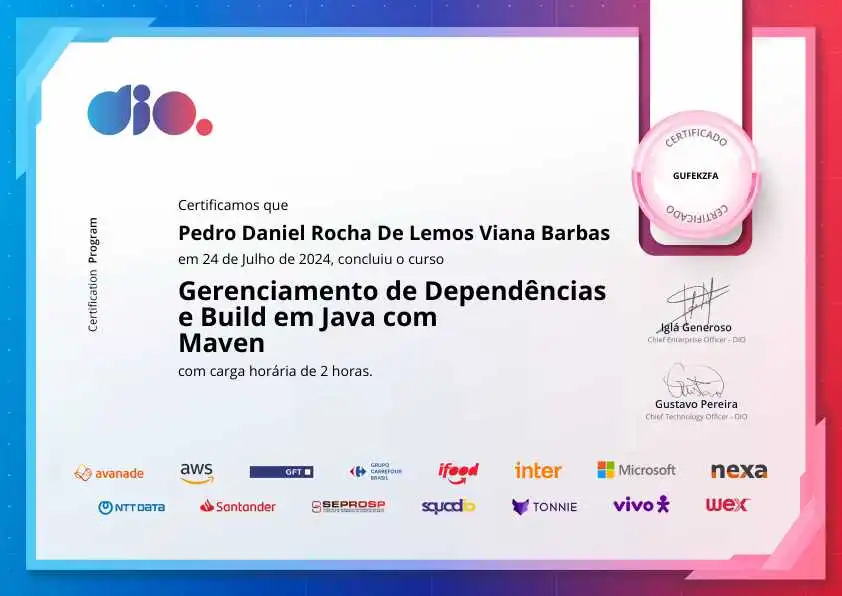 dio.
Certification Program
CERTIFICADO
GUFEKZFA
CERTIFICADO
Certificamos que
Pedro Daniel Rocha De Lemos Viana Barbas
em 24 de Julho de 2024, concluiu o curso
Gerenciamento de Dependências
e Build em Java com
Maven
com carga horária de 2 horas.
Iglá Generoso
Chief Enterprise Officer - DIO
Gustavo Pereira
Chief Technology Officer - DIO
avanade
aws
GFT
GRUPO
CARREFOUR
BRASIL
ifood
inter
Microsoft
nexa
NTT DATA
Santander
SEPROSP
squadio
TONNIE
vivo
wex